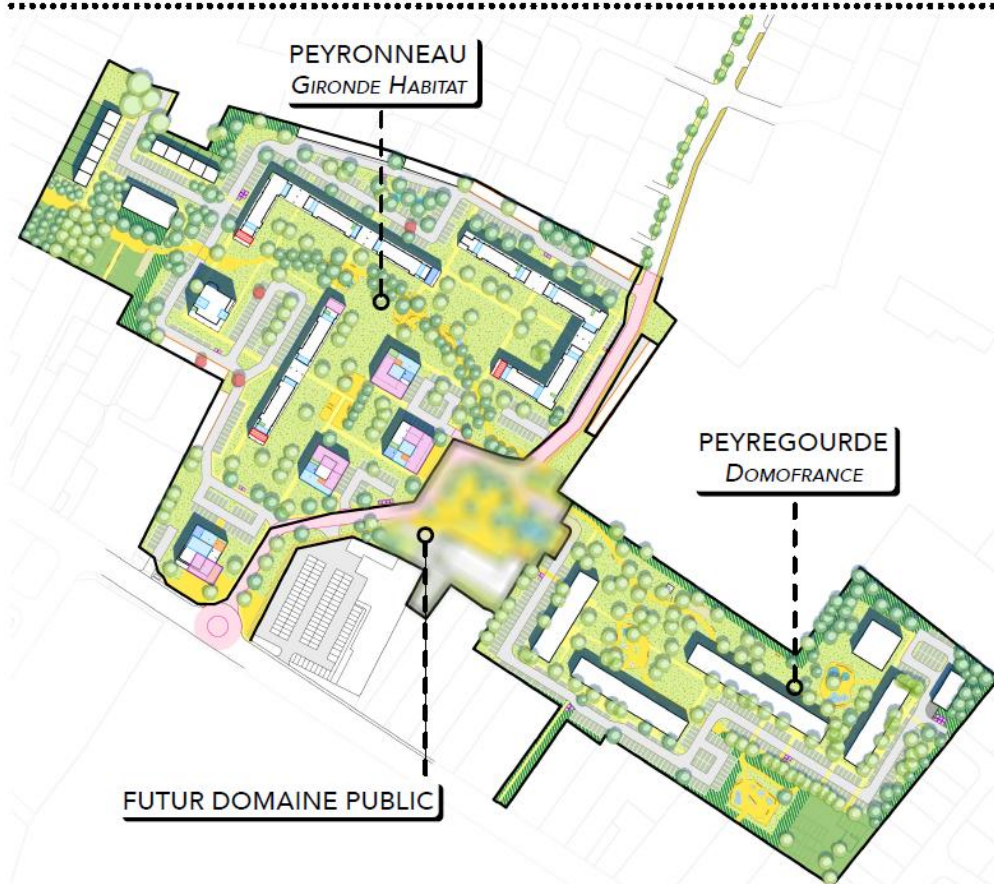 PEYRONNEAU
GIRONDE HABITAT
PEYREGOURDE
DOMOFRANCE
FUTUR DOMAINE PUBLIC